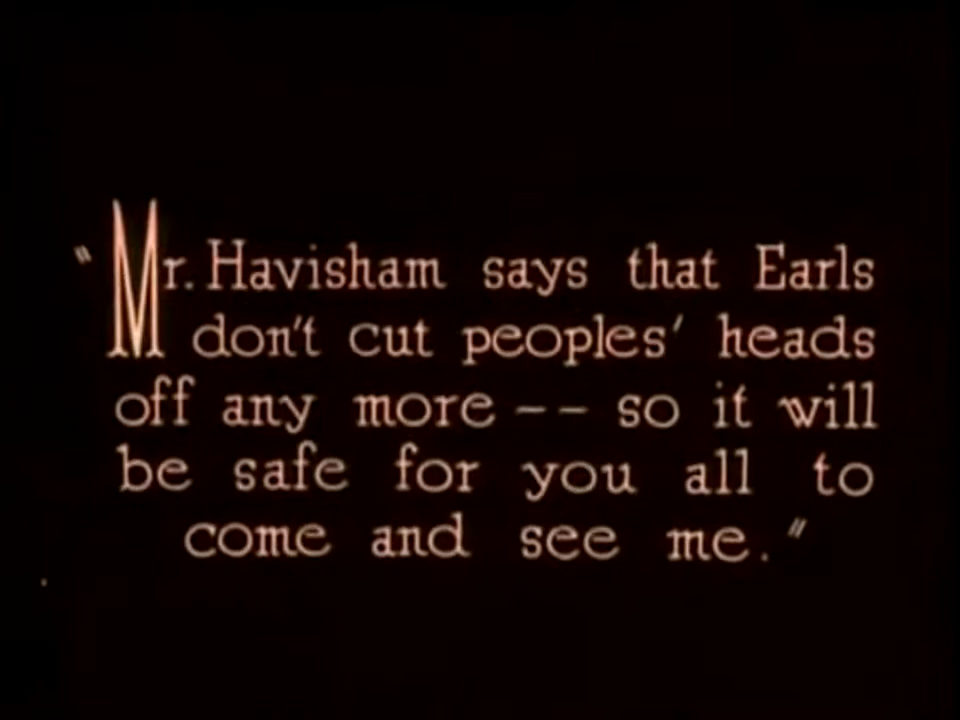 "Mr. Havisham says that Earls
don't cut peoples' heads
off any more -- so it will
be safe for you all to
come and see me."